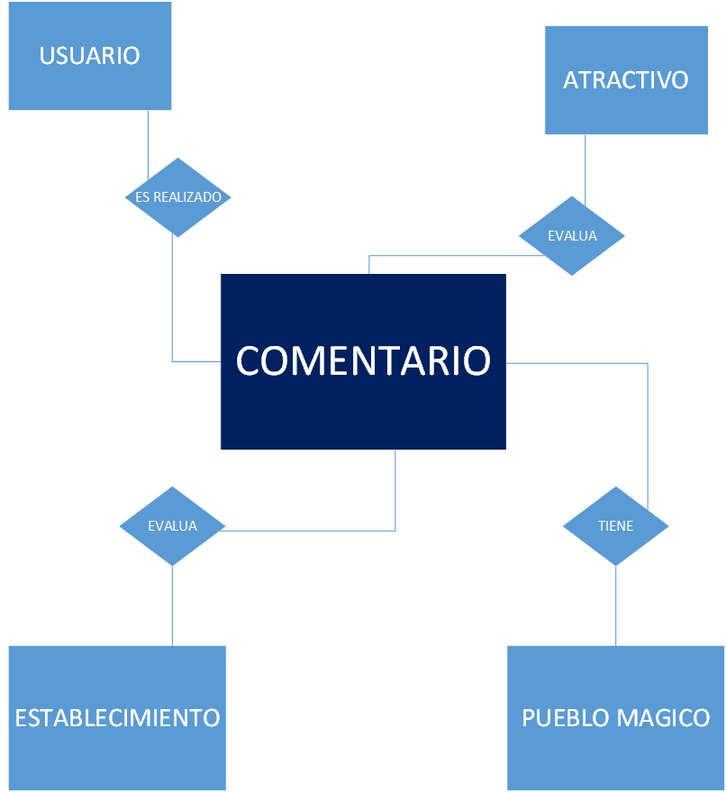 USUARIO
ATRACTIVO
ES REALIZADO
EVALUA
COMENTARIO
EVALUA
TIENE
ESTABLECIMIENTO
PUEBLO MAGICO